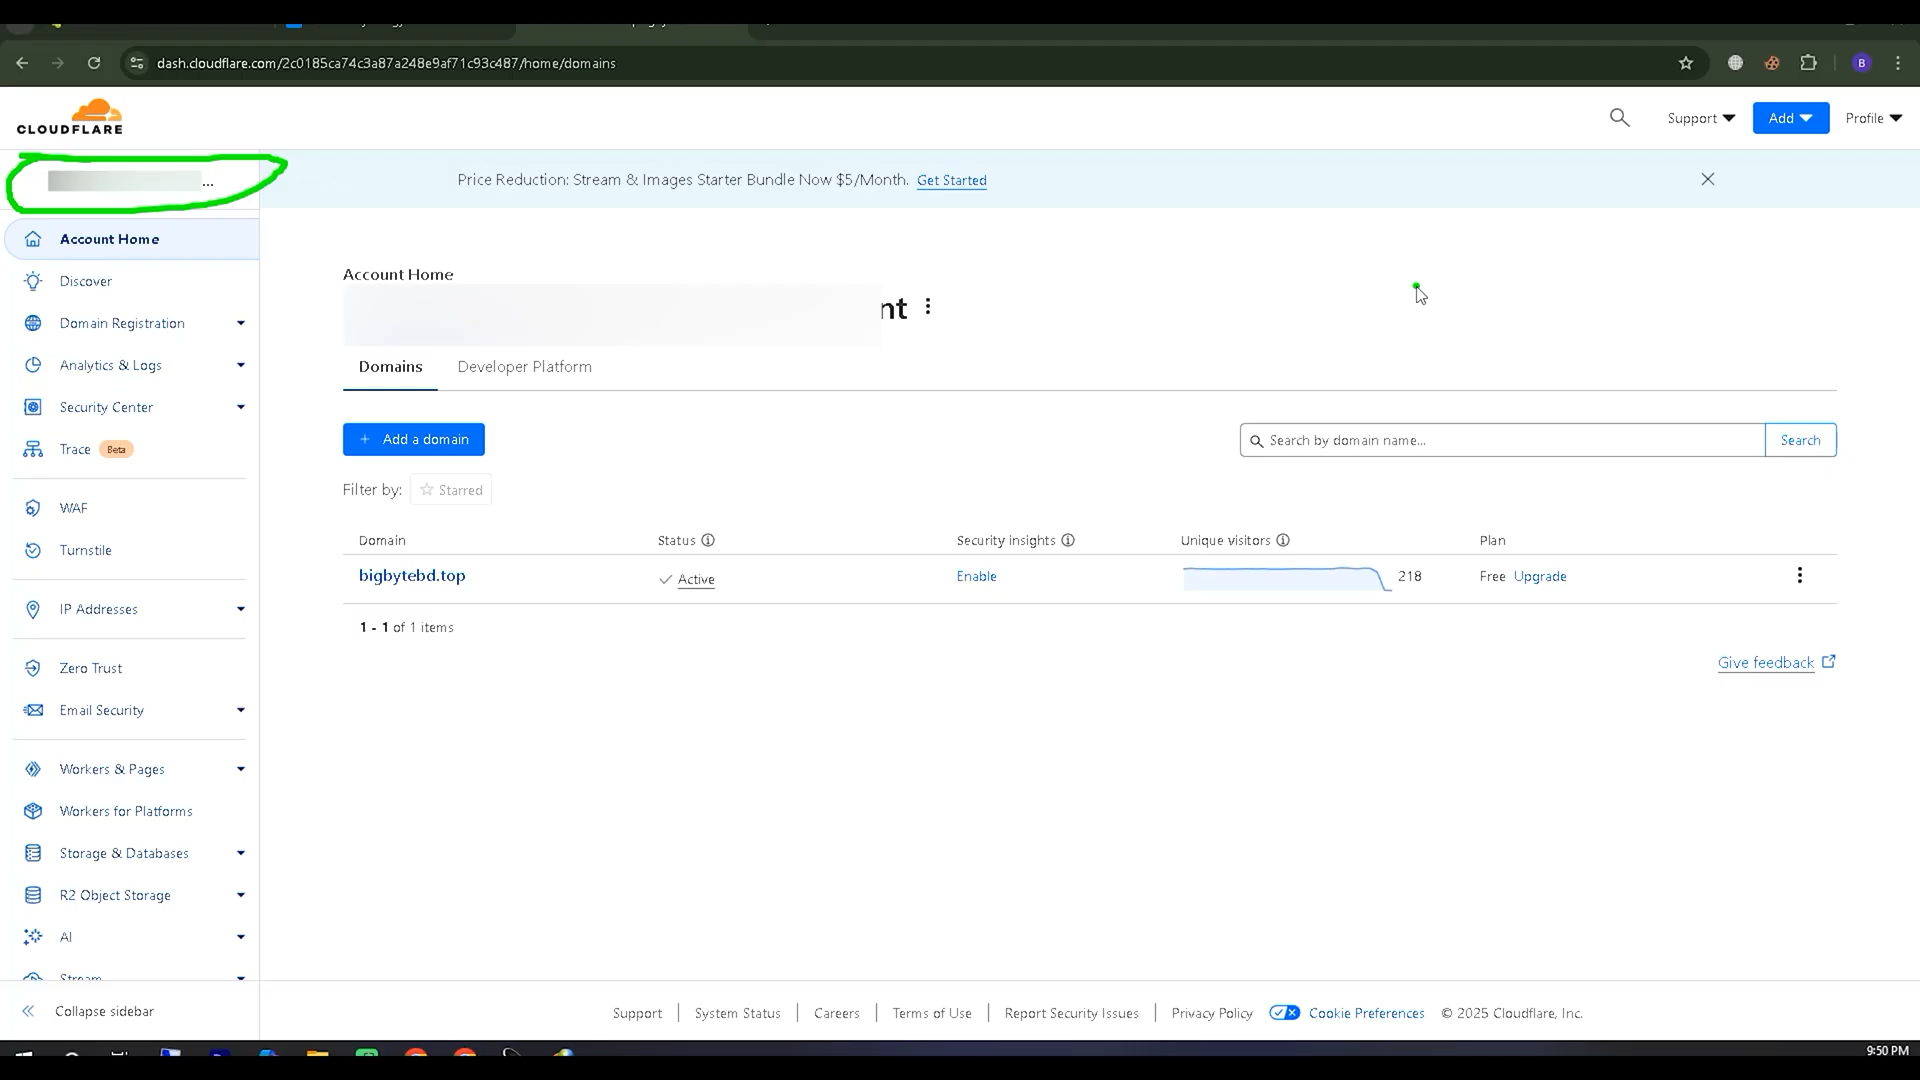 dash.cloudflare.com/2c0185ca74c3a87a248e9af71c93c487/home/domains
B
CLOUDFLARE
Support
Add
Profile
...
Price Reduction: Stream & Images Starter Bundle Now $5/Month. Get Started
Account Home
Discover
Domain Registration
Analytics & Logs
Security Center
Trace Beta
WAF
Turnstile
IP Addresses
Zero Trust
Email Security
Workers & Pages
Workers for Platforms
Storage & Databases
R2 Object Storage
AI
Stream
Collapse sidebar
Account Home
nt
Domains Developer Platform
+ Add a domain
Search by domain name... Search
Filter by: Starred
Domain Status Security insights Unique visitors Plan
bigbytebd.top Active Enable 218 Free Upgrade
1 - 1 of 1 items
Give feedback
Support System Status Careers Terms of Use Report Security Issues Privacy Policy Cookie Preferences © 2025 Cloudflare, Inc.
9:50 PM